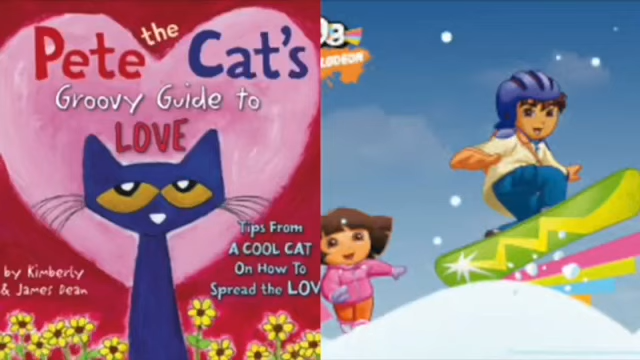 the
Pete Cat's
Groovy Guide to
LOVE
Tips From
A COOL CAT
On How To
Spread the LOV
by Kimberly
& James Dean